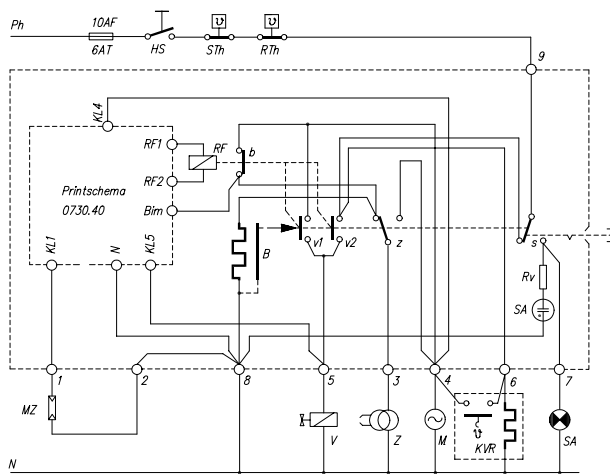 Ph
10AF
6AT
HS
STh
RTh
9
KL4
RF1
RF
b
Printschema
0730.40
RF2
Bim
KL1
N
KL5
B
v1
v2
z
s
Rv
SA
1
2
8
5
3
4
6
7
MZ
V
Z
M
KVR
SA
N